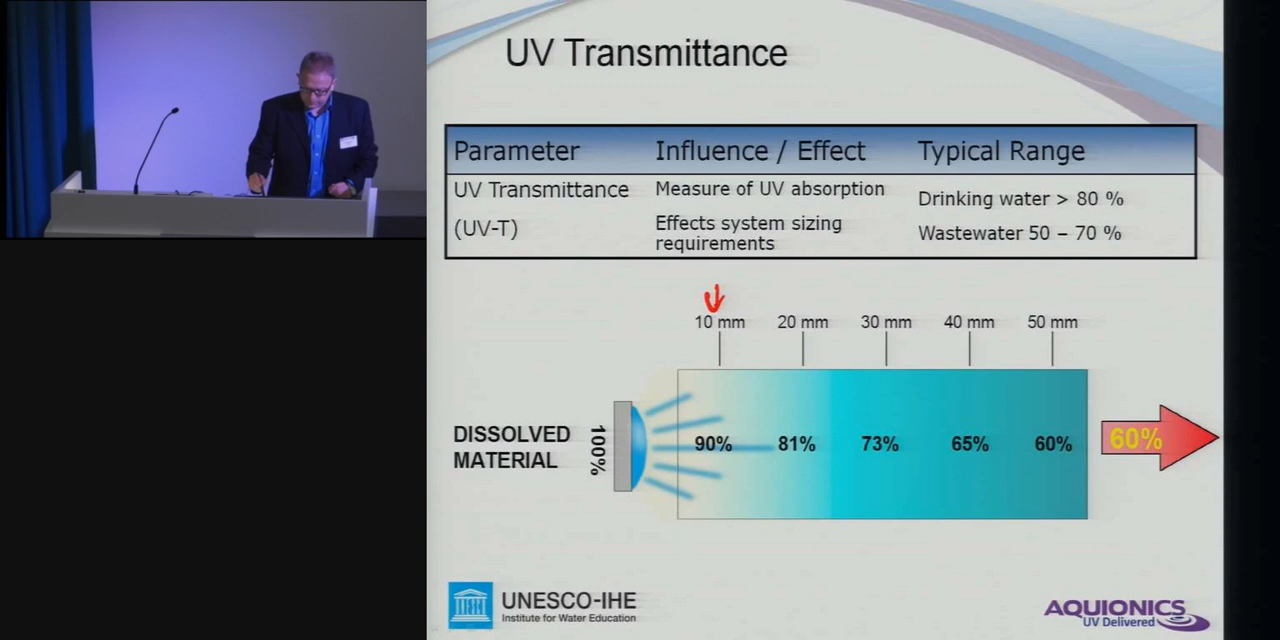 UV Transmittance
Parameter Influence / Effect Typical Range
UV Transmittance Measure of UV absorption Drinking water > 80 %
(UV-T) Effects system sizing requirements Wastewater 50 – 70 %
10 mm 20 mm 30 mm 40 mm 50 mm
DISSOLVED
MATERIAL
100%
90% 81% 73% 65% 60% 60%
UNESCO-IHE
Institute for Water Education
AQUIONICS
UV Delivered